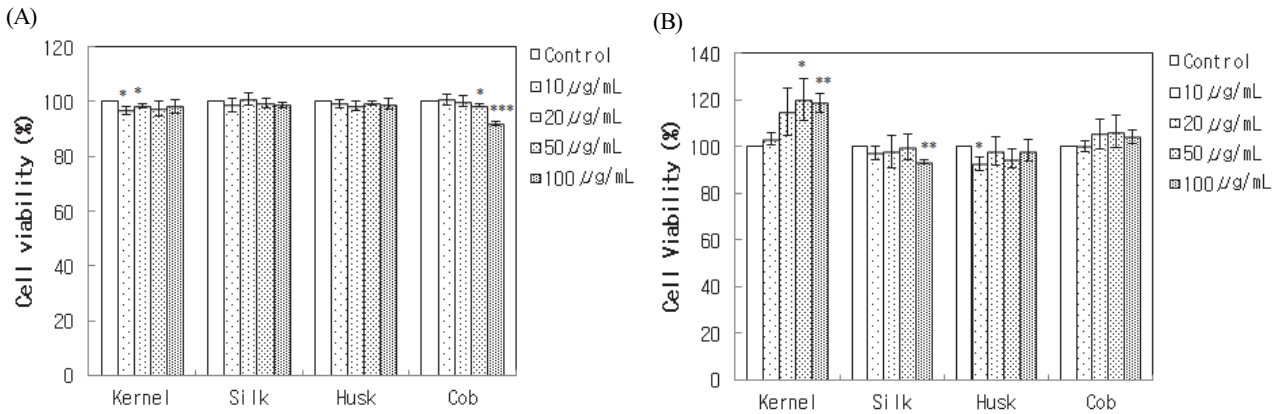 (A)
Cell viability (%)
120
100
80
60
40
20
0
* *
* ***
Kernel Silk Husk Cob
Control
10 μg/mL
20 μg/mL
50 μg/mL
100 μg/mL
(B)
Cell Viability (%)
140
120
100
80
60
40
20
0
* **
**
*
Kernel Silk Husk Cob
Control
10 μg/mL
20 μg/mL
50 μg/mL
100 μg/mL